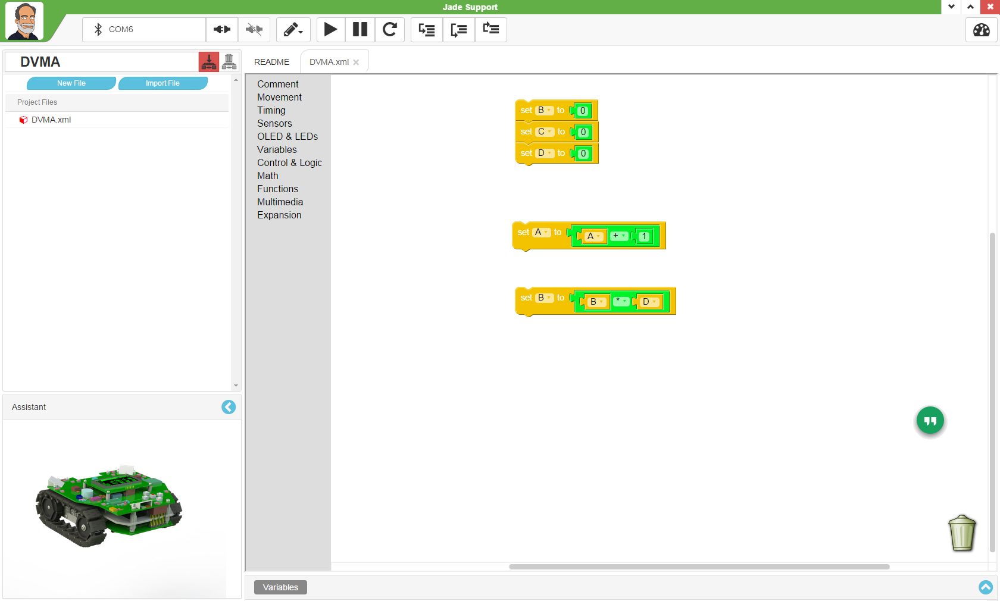 Jade Support
COM6
DVMA
New File
Import File
Project Files
DVMA.xml
Assistant
README
DVMA.xml
Comment
Movement
Timing
Sensors
OLED & LEDs
Variables
Control & Logic
Math
Functions
Multimedia
Expansion
set B to 0
set C to 0
set D to 0
set A to A + 1
set B to B * D
Variables